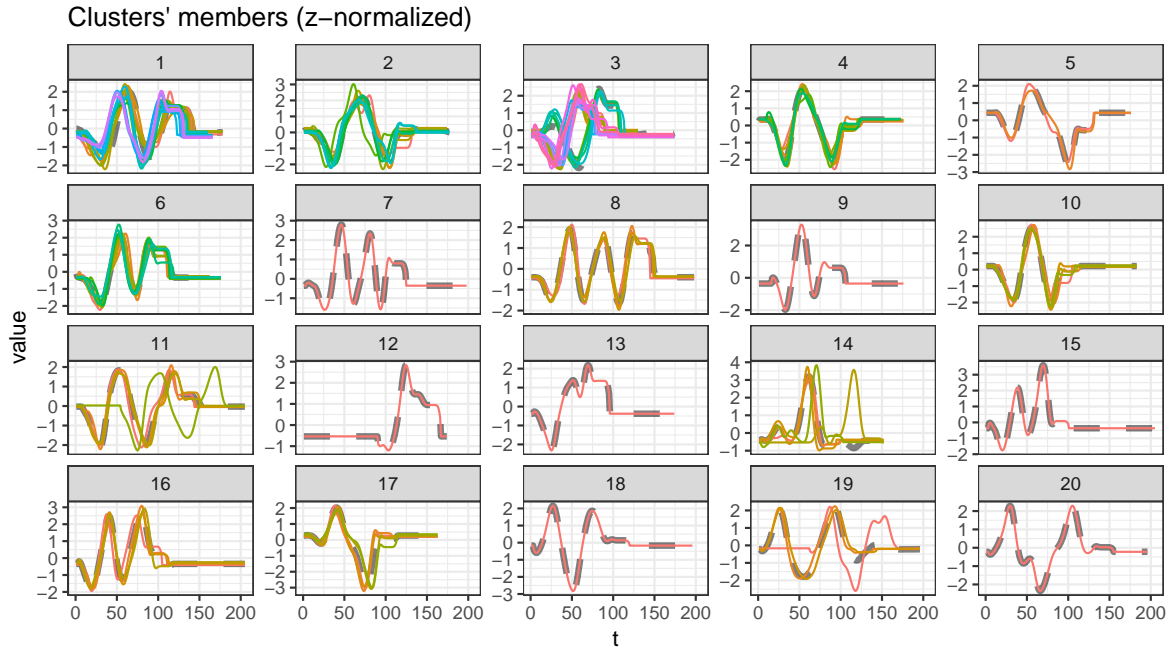 Clusters' members (z−normalized)
1 2 3 4 5
2 1 0 −1 −2
3 2 1 0 −1 −2
2 1 0 −1 −2
2 1 0 −1 −2
2 1 0 −1 −2 −3
6 7 8 9 10
3 2 1 0 −1 −2
3 2 1 0 −1
2 1 0 −1 −2
2 0 −2
2 1 0 −1 −2
value
11 12 13 14 15
2 1 0 −1 −2
3 2 1 0 −1
2 1 0 −1 −2
4 3 2 1 0 −1
3 2 1 0 −1 −2
16 17 18 19 20
3 2 1 0 −1 −2
2 1 0 −1 −2 −3
2 1 0 −1 −2 −3
2 1 0 −1 −2
2 1 0 −1 −2
0 50 100 150 200 0 50 100 150 200 0 50 100 150 200 0 50 100 150 200 0 50 100 150 200
t